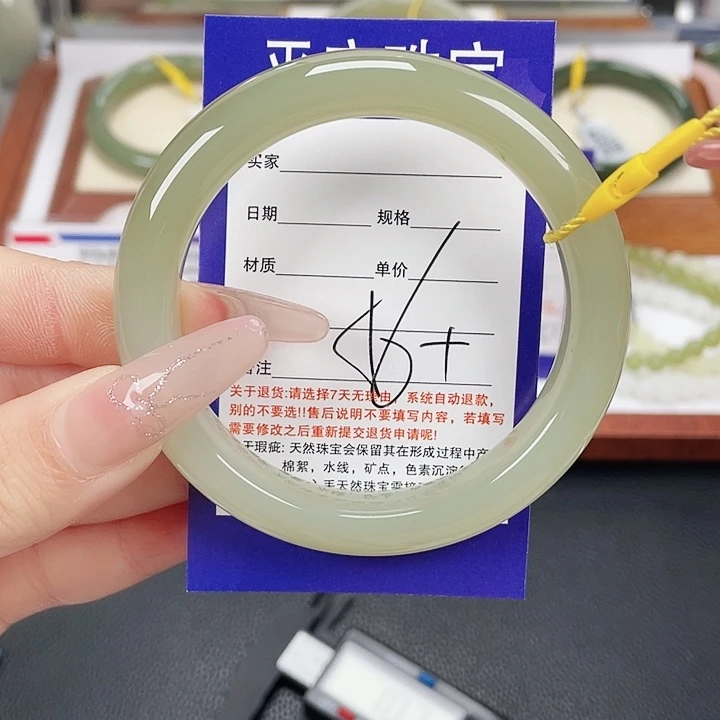 买家
日期 规格
材质 单价
注
关于退货:请选择7天无理由，系统自动退款，
别的不要选!!售后说明不要填写内容，若填写
需要修改之后重新提交退货申请呢!
瑕疵: 天然珠宝会保留其在形成过程中产
棉絮，水线，矿点，色素沉淀
天然珠宝需